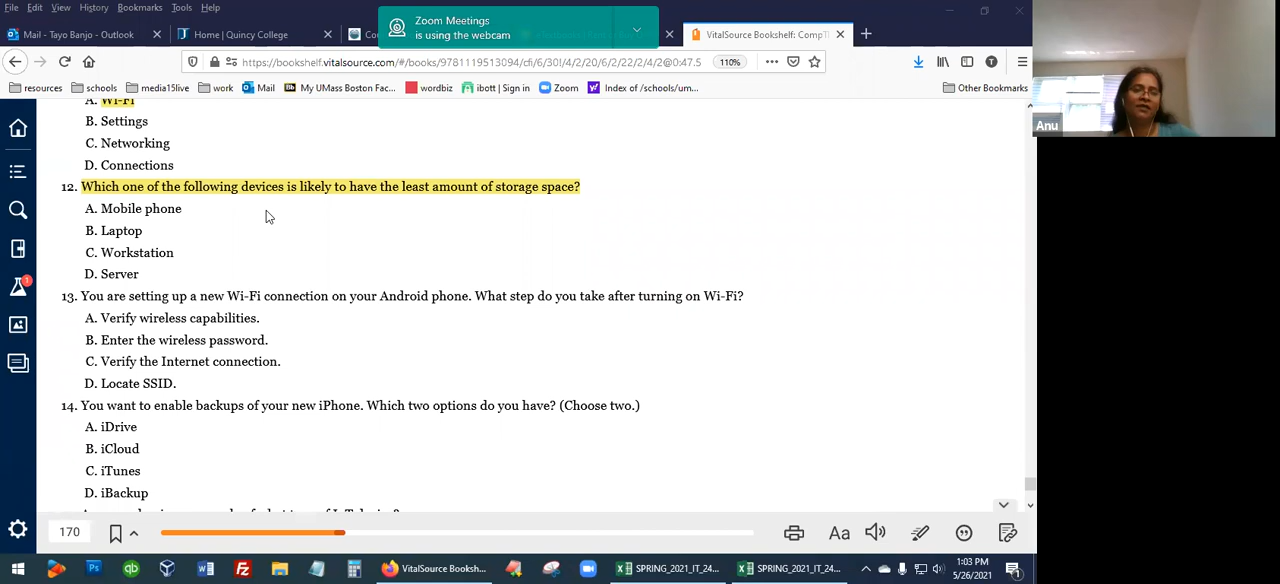 File Edit View History Bookmarks Tools Help
Zoom Meetings
is using the webcam
Mail - Tayo Banjo - Outlook
Home | Quincy College
Co
VitalSource Bookshelf: CompTI
https://bookshelf.vitalsource.com/#/books/9781119513094/cfi/6/30!/4/2/20/6/2/22/2/4/2@0:47.5
110%
resources schools media15live work Mail My UMass Boston Fac... wordbiz ibott | Sign in Zoom Index of /schools/um... Other Bookmarks
A. Wi-Fi
B. Settings
C. Networking
D. Connections
12. Which one of the following devices is likely to have the least amount of storage space?
A. Mobile phone
B. Laptop
C. Workstation
D. Server
13. You are setting up a new Wi-Fi connection on your Android phone. What step do you take after turning on Wi-Fi?
A. Verify wireless capabilities.
B. Enter the wireless password.
C. Verify the Internet connection.
D. Locate SSID.
14. You want to enable backups of your new iPhone. Which two options do you have? (Choose two.)
A. iDrive
B. iCloud
C. iTunes
D. iBackup
170
Aa
Anu
VitalSource Booksh...
SPRING_2021_IT_24...
SPRING_2021_IT_24...
1:03 PM
5/26/2021